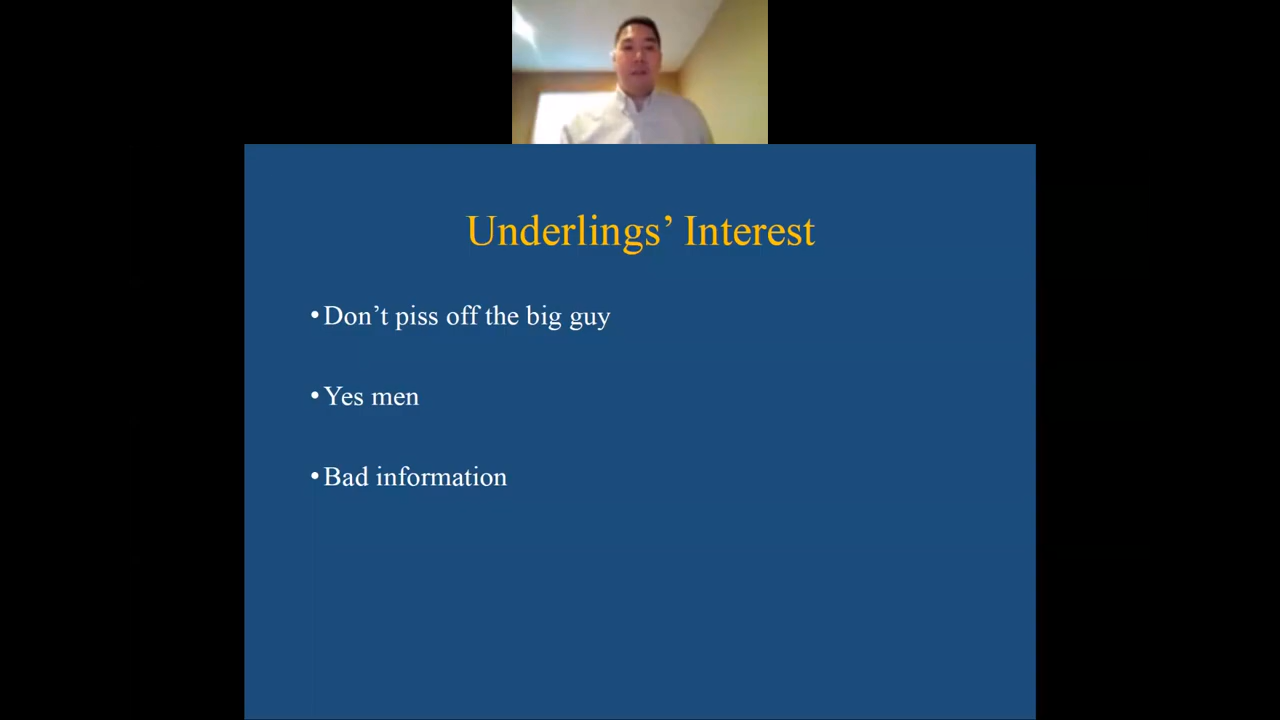 Underlings’ Interest
•Don’t piss off the big guy
•Yes men
•Bad information